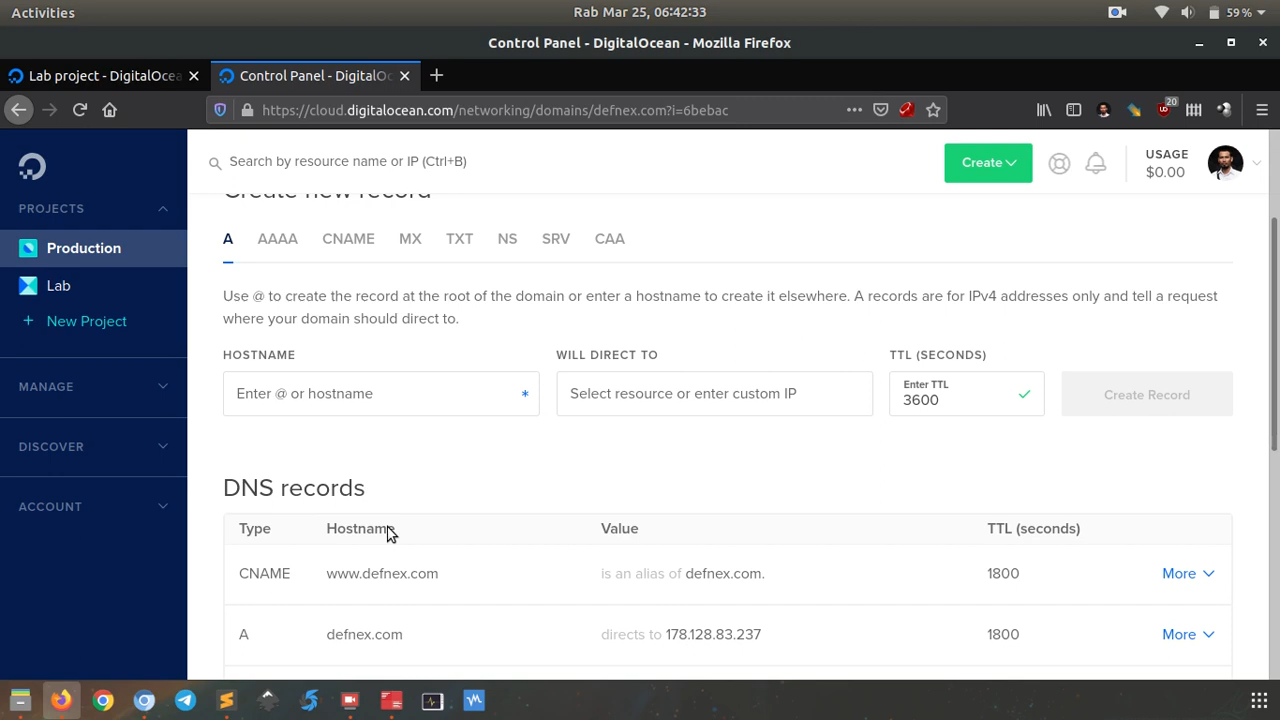 Activities
Rab Mar 25, 06:42:33
59 %
Control Panel - DigitalOcean - Mozilla Firefox
Lab project - DigitalOcea
Control Panel - DigitalOc
https://cloud.digitalocean.com/networking/domains/defnex.com?i=6bebac
20
Search by resource name or IP (Ctrl+B)
Create
USAGE
$0.00
PROJECTS
Production
Lab
New Project
MANAGE
DISCOVER
ACCOUNT
Create new record
A AAAA CNAME MX TXT NS SRV CAA
Use @ to create the record at the root of the domain or enter a hostname to create it elsewhere. A records are for IPv4 addresses only and tell a request
where your domain should direct to.
HOSTNAME WILL DIRECT TO TTL (SECONDS)
Enter @ or hostname *
Select resource or enter custom IP
Enter TTL
3600
Create Record
DNS records
Type Hostname Value TTL (seconds)
CNAME www.defnex.com is an alias of defnex.com. 1800 More
A defnex.com directs to 178.128.83.237 1800 More